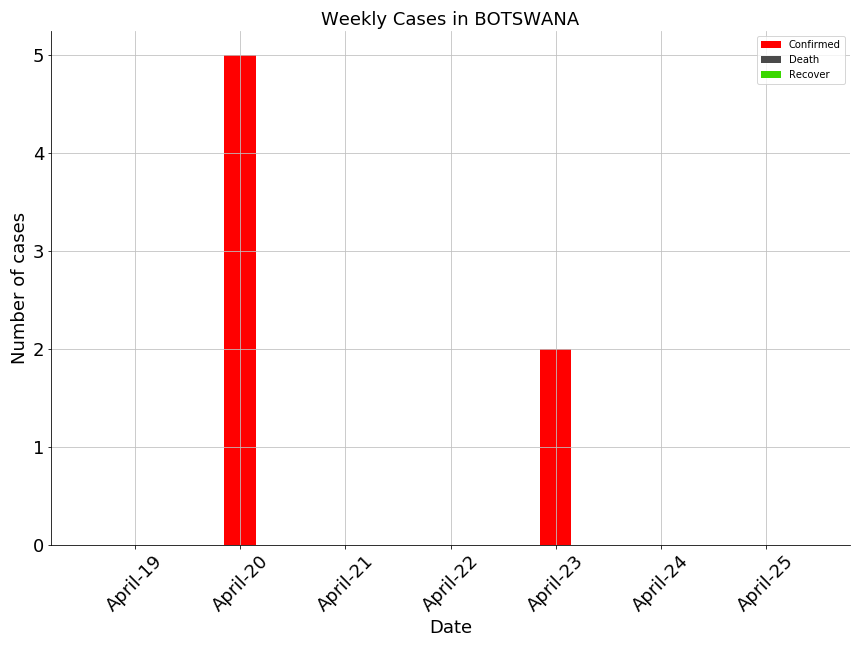 Weekly Cases in BOTSWANA
Confirmed
Death
Recover
Number of cases
5
4
3
2
1
0
April-19
April-20
April-21
April-22
April-23
April-24
April-25
Date